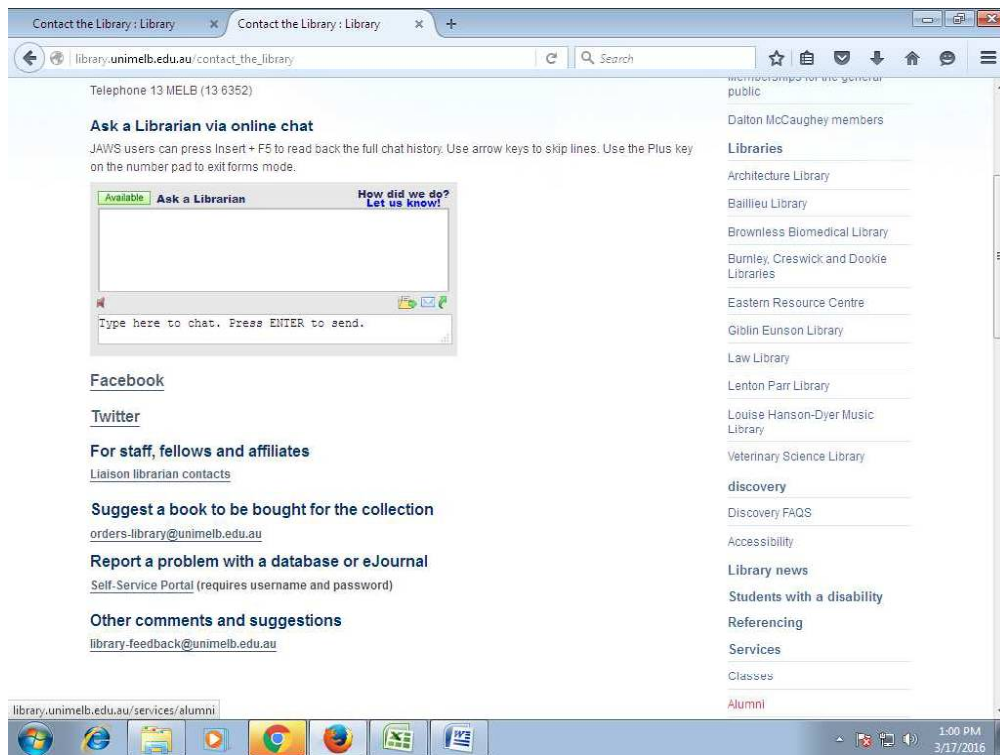 Contact the Library : Library
Contact the Library : Library
library.unimelb.edu.au/contact_the_library
Search
Telephone 13 MELB (13 6352)
Ask a Librarian via online chat
JAWS users can press Insert + F5 to read back the full chat history. Use arrow keys to skip lines. Use the Plus key
on the number pad to exit forms mode.
Available Ask a Librarian
How did we do?
Let us know!
Type here to chat. Press ENTER to send.
Facebook
Twitter
For staff, fellows and affiliates
Liaison librarian contacts
Suggest a book to be bought for the collection
orders-library@unimelb.edu.au
Report a problem with a database or eJournal
Self-Service Portal (requires username and password)
Other comments and suggestions
library-feedback@unimelb.edu.au
Memberships for the general
public
Dalton McCaughey members
Libraries
Architecture Library
Baillieu Library
Brownless Biomedical Library
Burnley, Creswick and Dookie
Libraries
Eastern Resource Centre
Giblin Eunson Library
Law Library
Lenton Parr Library
Louise Hanson-Dyer Music
Library
Veterinary Science Library
discovery
Discovery FAQS
Accessibility
Library news
Students with a disability
Referencing
Services
Classes
Alumni
library.unimelb.edu.au/services/alumni
1:00 PM
3/17/2016